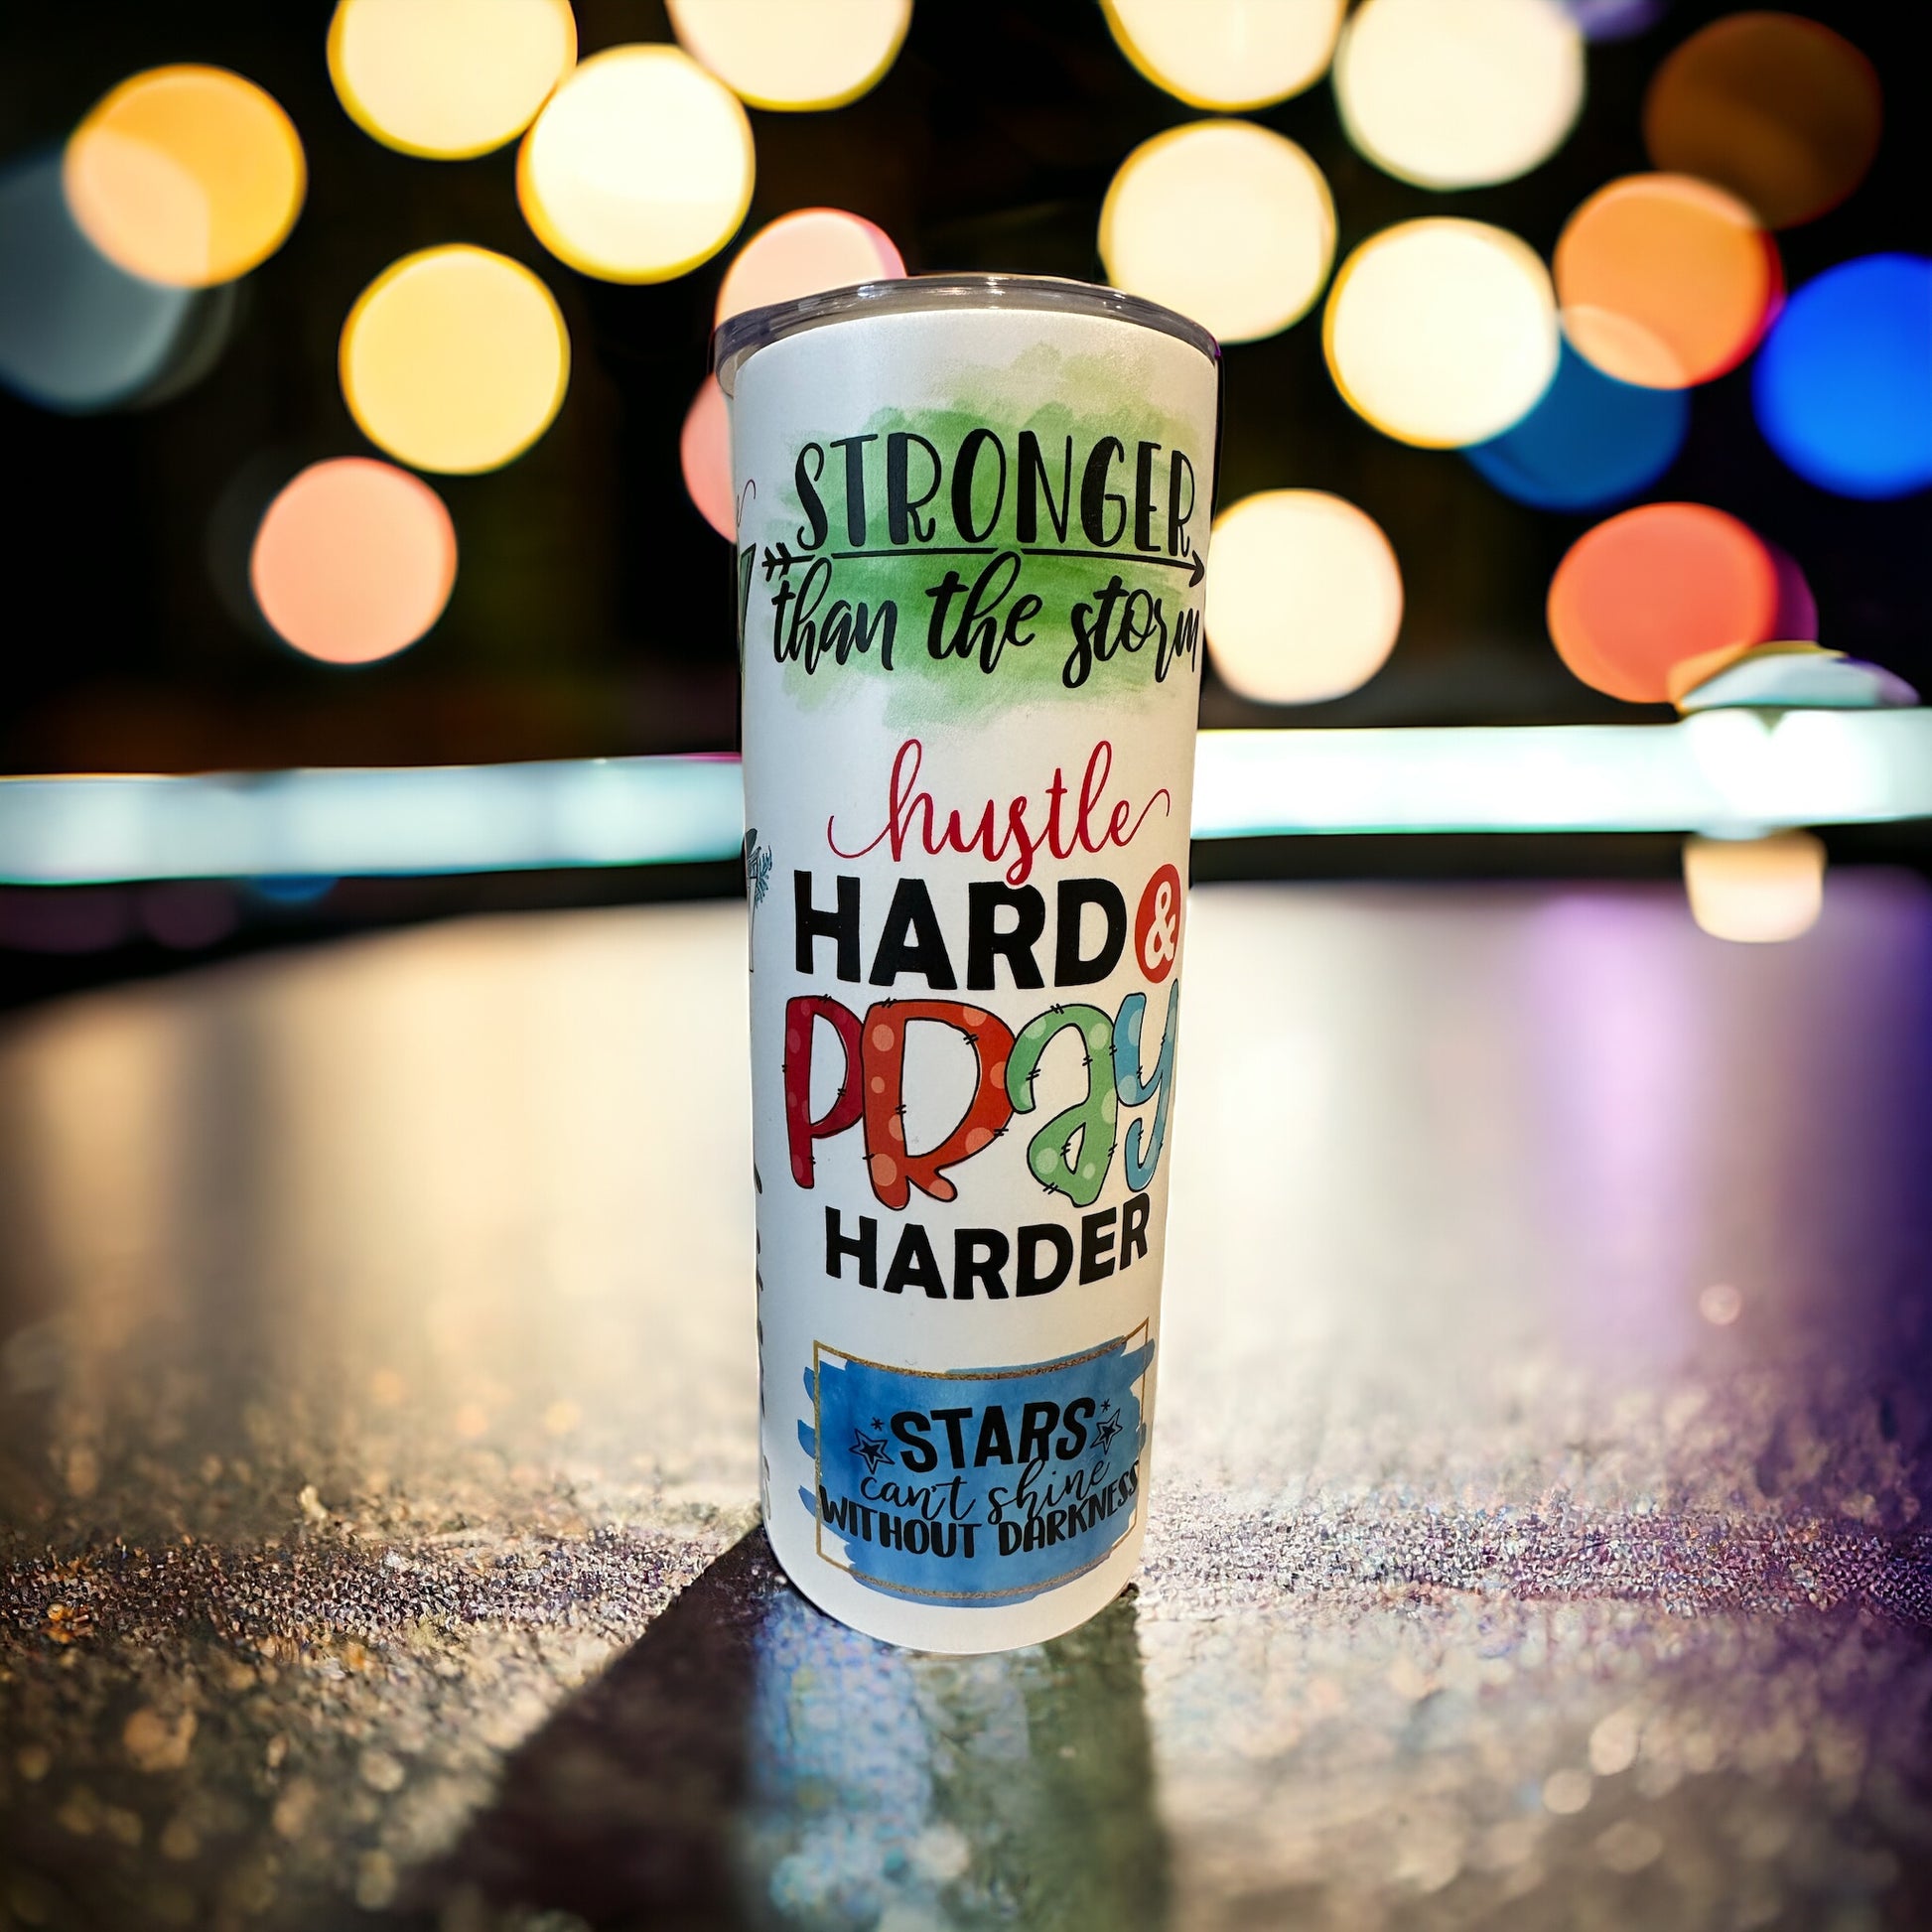 STRONGER
than the storm
hustle
HARD &
PRay
HARDER
STARS
can't shine
WITHOUT DARKNESS